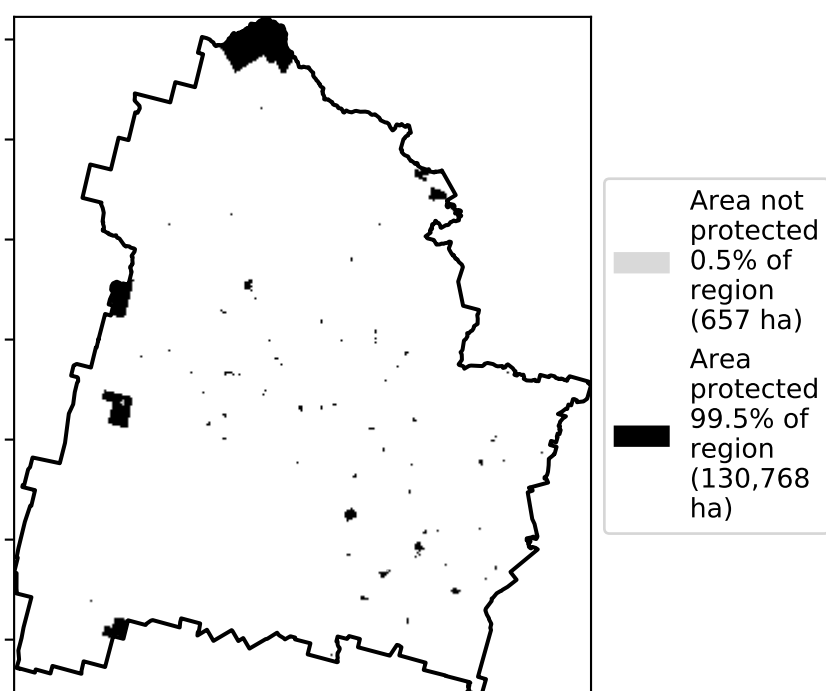 Area not
protected
0.5% of
region
(657 ha)
Area
protected
99.5% of
region
(130,768
ha)